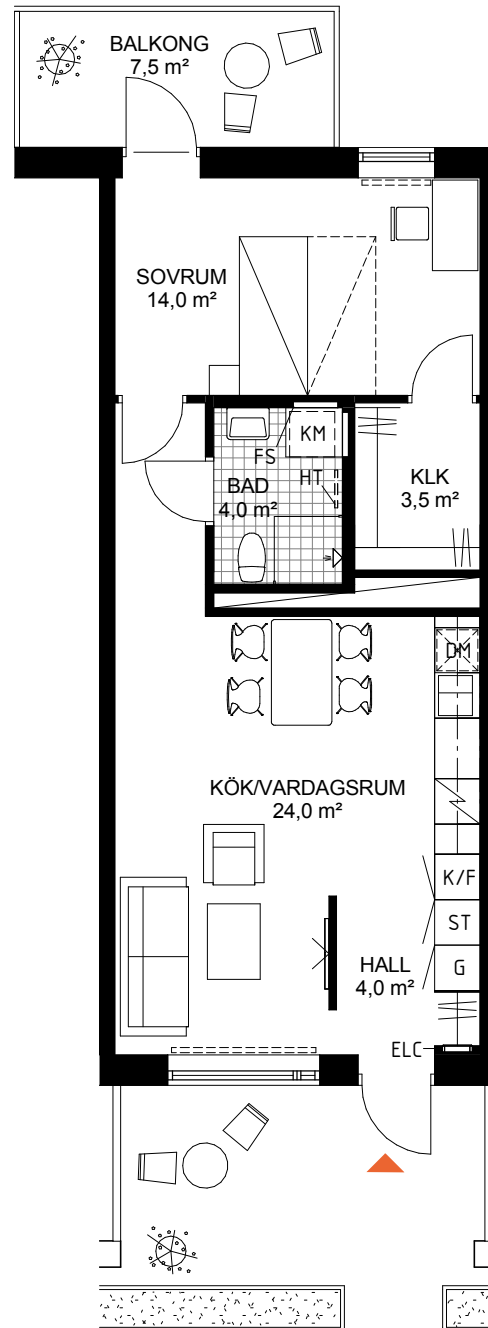 BALKONG
7,5 m²
SOVRUM
14,0 m²
KM
FS
HT
BAD
4,0 m²
KLK
3,5 m²
DM
KÖK/VARDAGSRUM
24,0 m²
K/F
ST
G
HALL
4,0 m²
ELC